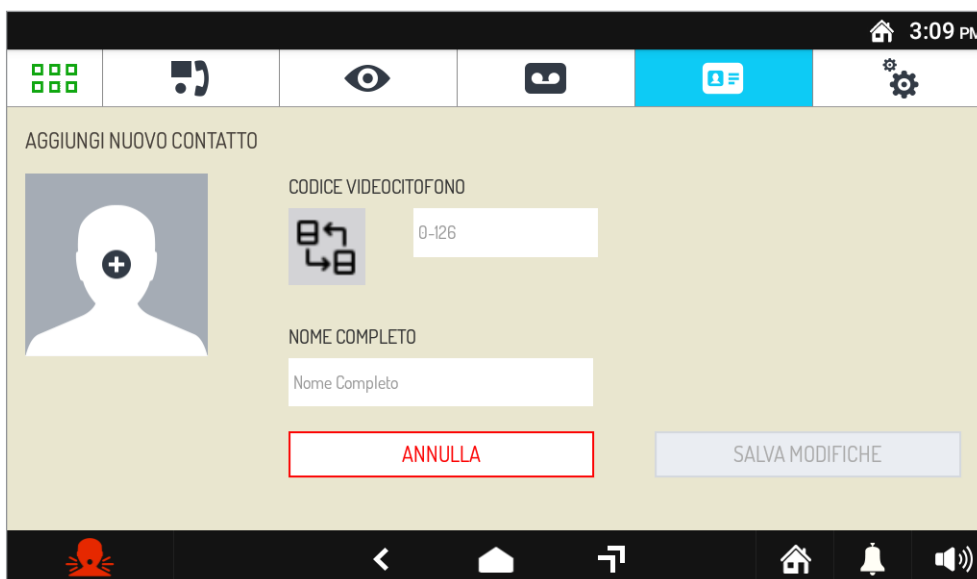 3:09 PM
AGGIUNGI NUOVO CONTATTO
CODICE VIDEOCITOFONO
0-126
NOME COMPLETO
Nome Completo
ANNULLA
SALVA MODIFICHE